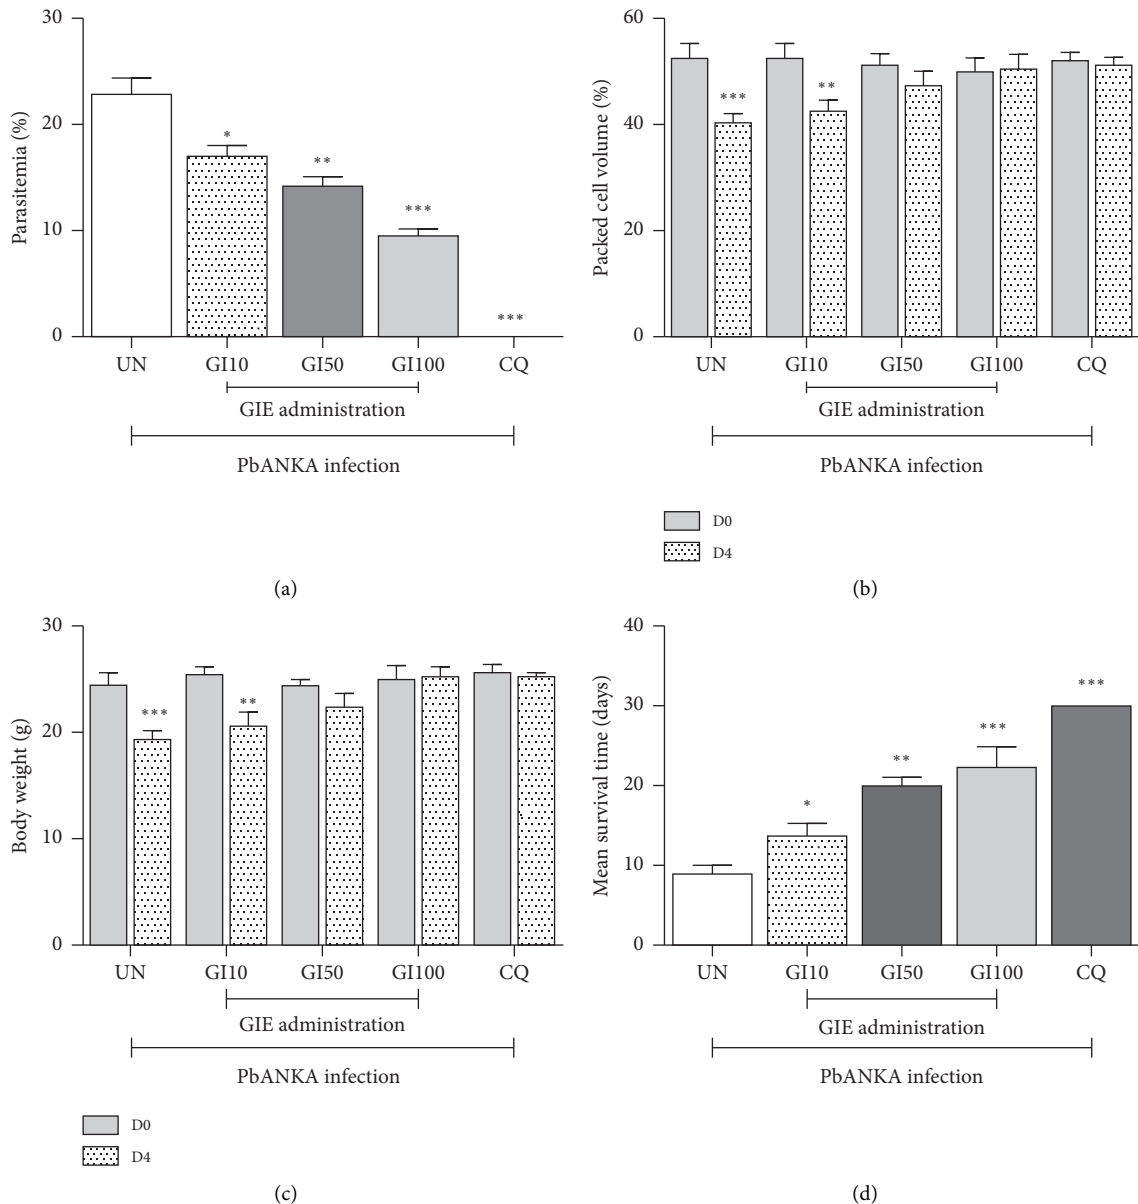 30
20
10
0
Parasitemia (%)
*
**
***
***
UN
GI10
GI50
GI100
CQ
GIE administration
PbANKA infection
(a)
60
40
20
0
Packed cell volume (%)
***
**
UN
GI10
GI50
GI100
CQ
GIE administration
PbANKA infection
D0
D4
(b)
30
20
10
0
Body weight (g)
***
**
UN
GI10
GI50
GI100
CQ
GIE administration
PbANKA infection
D0
D4
(c)
40
30
20
10
0
Mean survival time (days)
*
**
***
***
UN
GI10
GI50
GI100
CQ
GIE administration
PbANKA infection
(d)